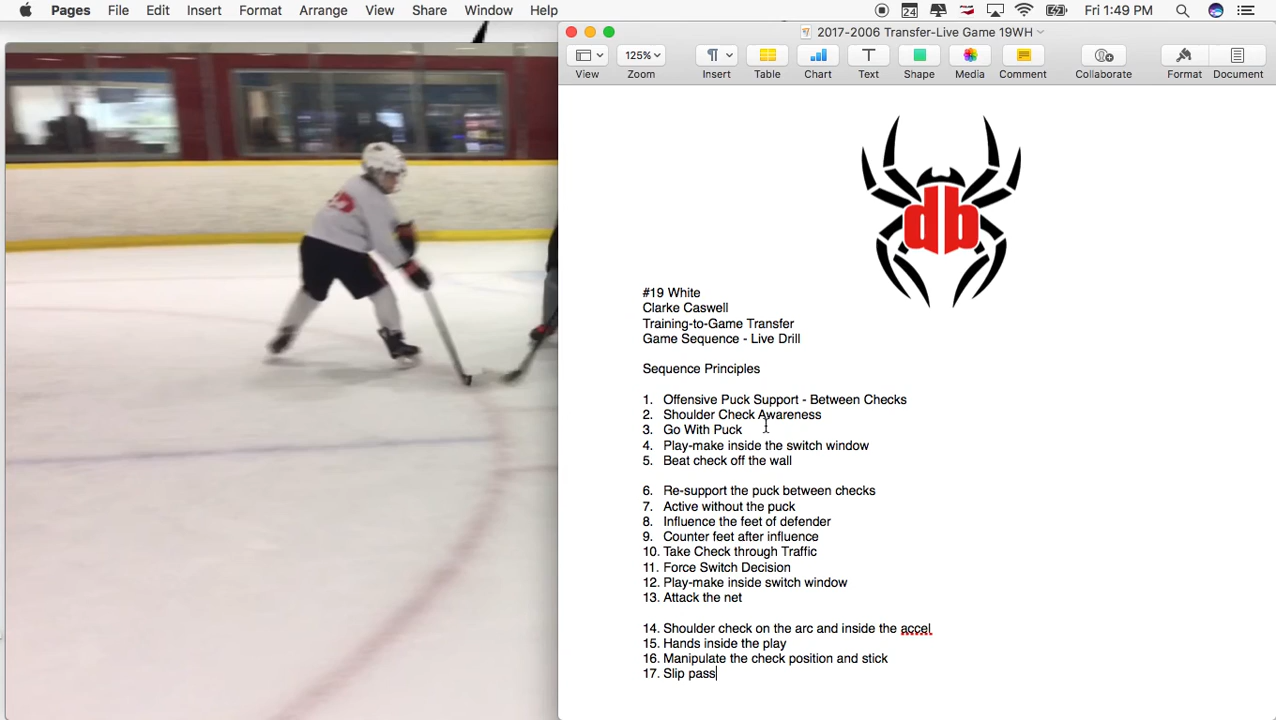 Pages File Edit Insert Format Arrange View Share Window Help 24 Fri 1:49 PM
2017-2006 Transfer-Live Game 19WH
125%
View Zoom Insert Table Chart Text Shape Media Comment Collaborate Format Document
db
#19 White
Clarke Caswell
Training-to-Game Transfer
Game Sequence - Live Drill
Sequence Principles
1. Offensive Puck Support - Between Checks
2. Shoulder Check Awareness
3. Go With Puck
4. Play-make inside the switch window
5. Beat check off the wall
6. Re-support the puck between checks
7. Active without the puck
8. Influence the feet of defender
9. Counter feet after influence
10. Take Check through Traffic
11. Force Switch Decision
12. Play-make inside switch window
13. Attack the net
14. Shoulder check on the arc and inside the accel
15. Hands inside the play
16. Manipulate the check position and stick
17. Slip pass